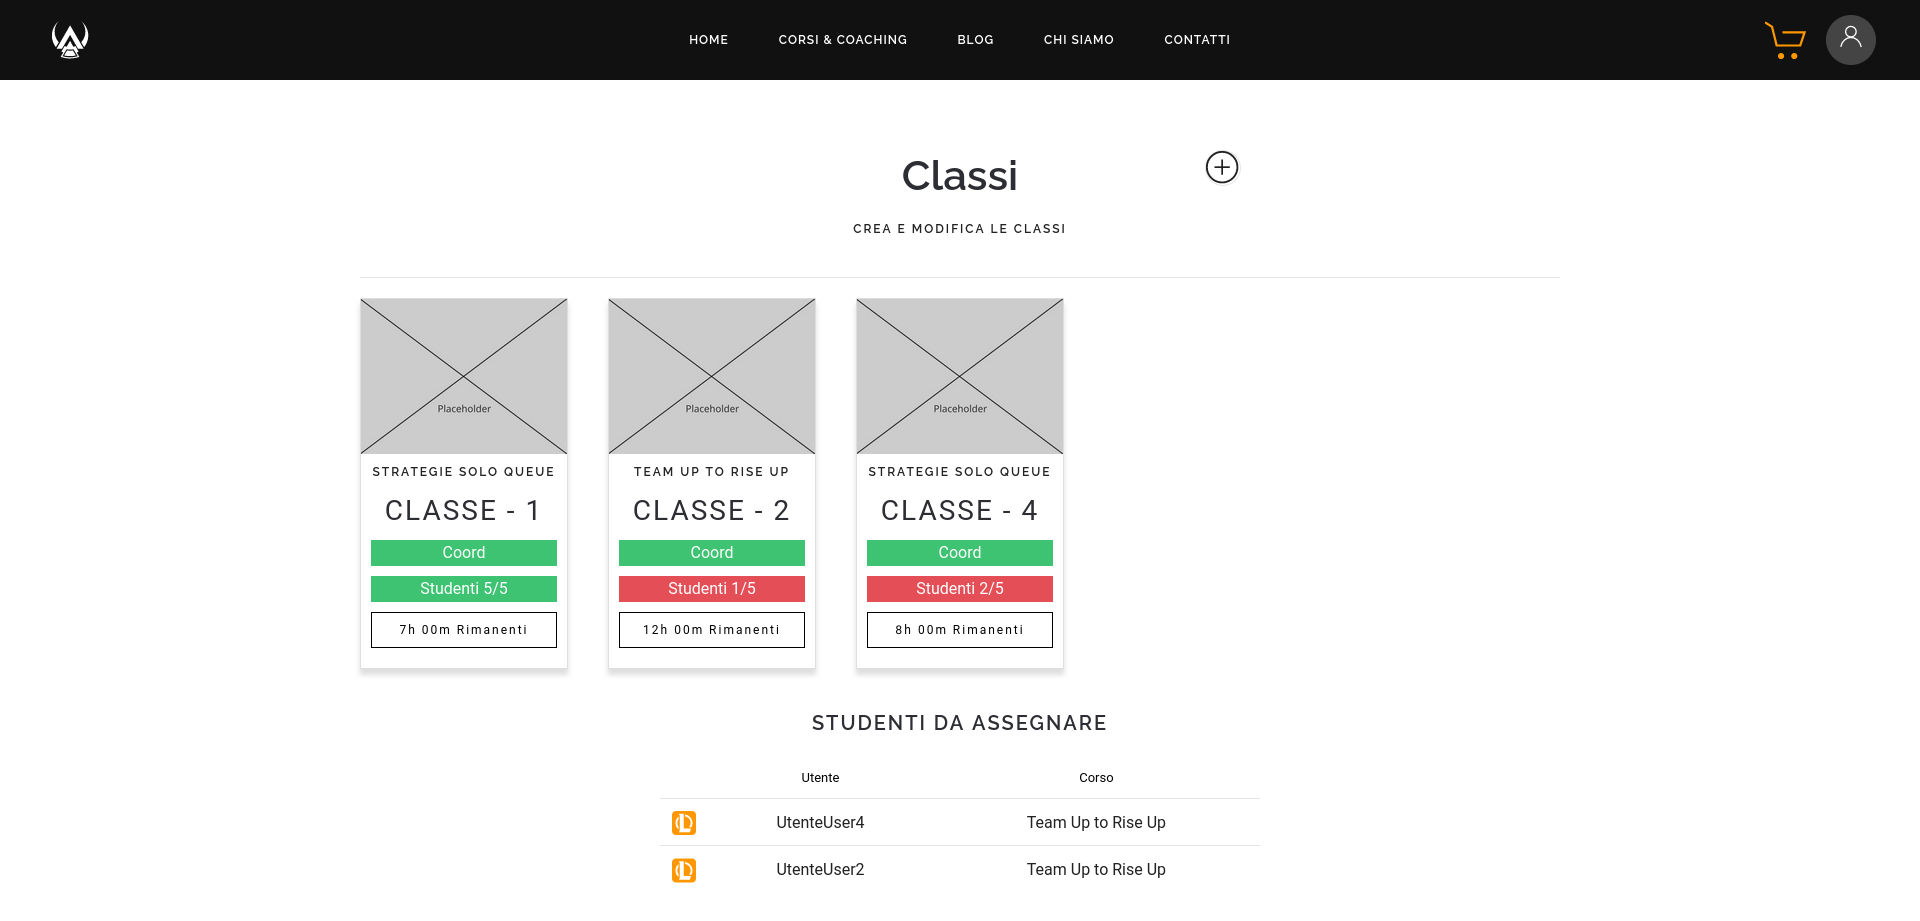 HOME
CORSI & COACHING
BLOG
CHI SIAMO
CONTATTI
Classi
CREA E MODIFICA LE CLASSI
Placeholder
STRATEGIE SOLO QUEUE
CLASSE - 1
Coord
Studenti 5/5
7h 00m Rimanenti
Placeholder
TEAM UP TO RISE UP
CLASSE - 2
Coord
Studenti 1/5
12h 00m Rimanenti
Placeholder
STRATEGIE SOLO QUEUE
CLASSE - 4
Coord
Studenti 2/5
8h 00m Rimanenti
STUDENTI DA ASSEGNARE
Utente Corso
UtenteUser4 Team Up to Rise Up
UtenteUser2 Team Up to Rise Up